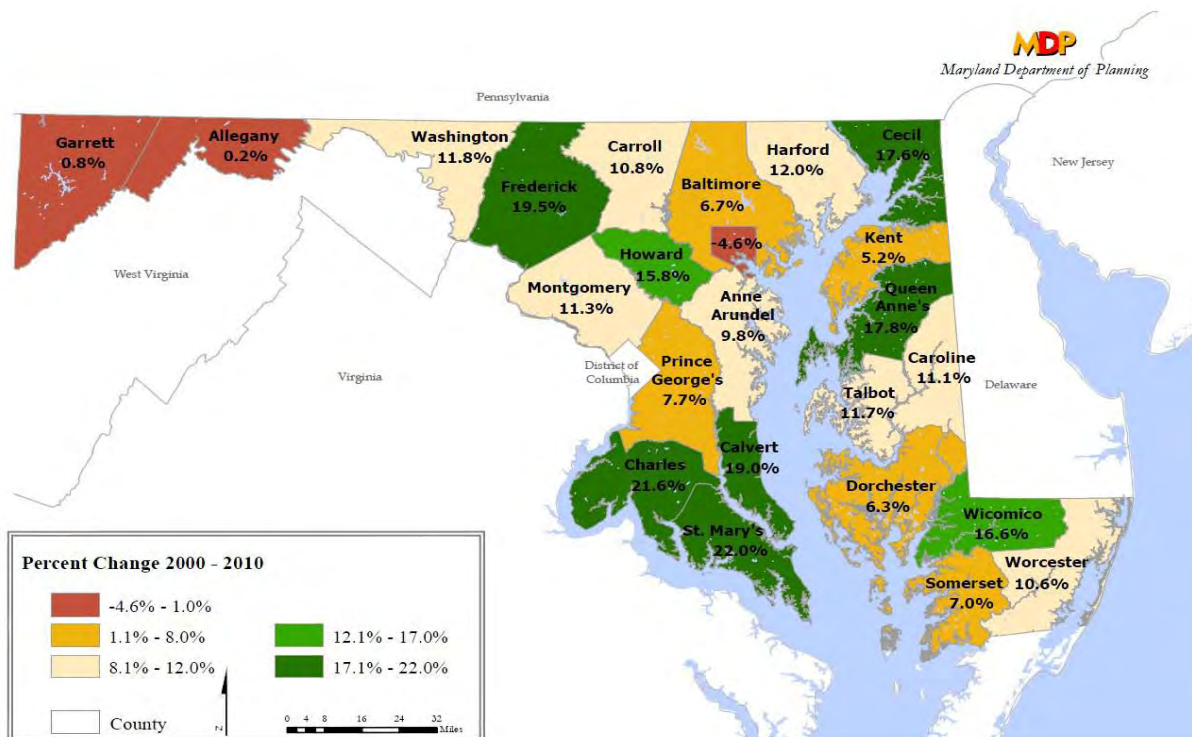 MDP
Maryland Department of Planning
Pennsylvania
Garrett
0.8%
Allegany
0.2%
Washington
11.8%
Frederick
19.5%
Carroll
10.8%
Baltimore
6.7%
-4.6%
Harford
12.0%
Cecil
17.6%
New Jersey
Kent
5.2%
West Virginia
Howard
15.8%
Montgomery
11.3%
Anne
Arundel
9.8%
Queen
Anne's
17.8%
Virginia
District of
Columbia
Prince
George's
7.7%
Caroline
11.1%
Delaware
Talbot
11.7%
Calvert
19.0%
Charles
21.6%
Dorchester
6.3%
St. Mary's
22.0%
Wicomico
16.6%
Worcester
10.6%
Somerset
7.0%
Percent Change 2000 - 2010
-4.6% - 1.0%
1.1% - 8.0%
8.1% - 12.0%
12.1% - 17.0%
17.1% - 22.0%
County
N
0 4 8 16 24 32
Miles